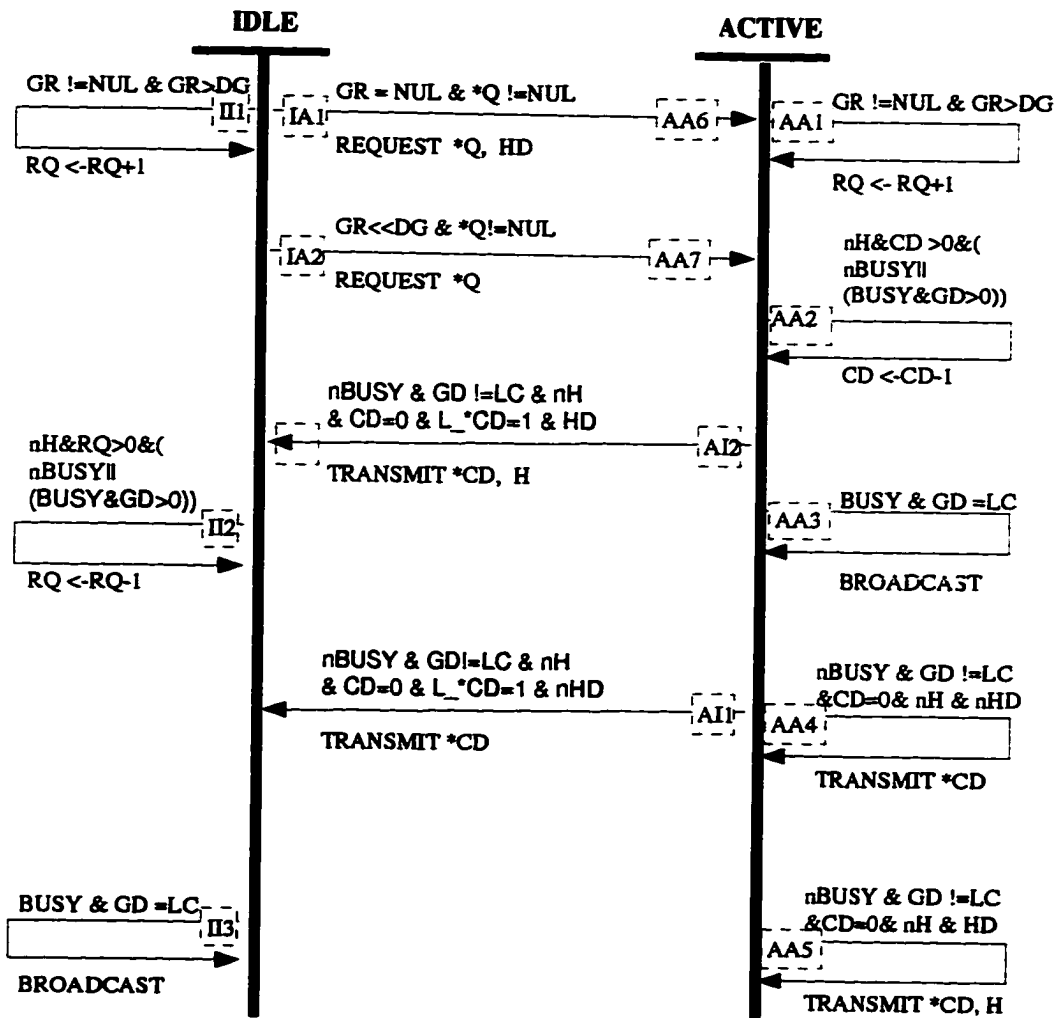 IDLE
ACTIVE
GR !=NUL & GR>DG
II1
RQ <-RQ+1
IA1
GR = NUL & *Q !=NUL
AA6
REQUEST *Q, HD
AA1
GR !=NUL & GR>DG
RQ <- RQ+1
IA2
GR<<DG & *Q!=NUL
AA7
REQUEST *Q
nH&CD >0&(
nBUSY||
(BUSY&GD>0))
AA2
CD <-CD-1
nBUSY & GD !=LC & nH
& CD=0 & L_*CD=1 & HD
AI2
TRANSMIT *CD, H
nH&RQ>0&(
nBUSY||
(BUSY&GD>0))
II2
RQ <-RQ-1
AA3
BUSY & GD =LC
BROADCAST
nBUSY & GD!=LC & nH
& CD=0 & L_*CD=1 & nHD
AI1
TRANSMIT *CD
nBUSY & GD !=LC
&CD=0& nH & nHD
AA4
TRANSMIT *CD
BUSY & GD =LC
II3
BROADCAST
nBUSY & GD !=LC
&CD=0& nH & HD
AA5
TRANSMIT *CD, H